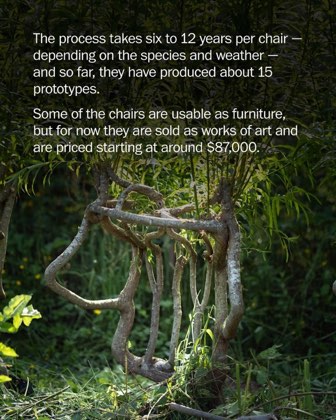 The process takes six to 12 years per chair —
depending on the species and weather —
and so far, they have produced about 15
prototypes.
Some of the chairs are usable as furniture,
but for now they are sold as works of art and
are priced starting at around $87,000.